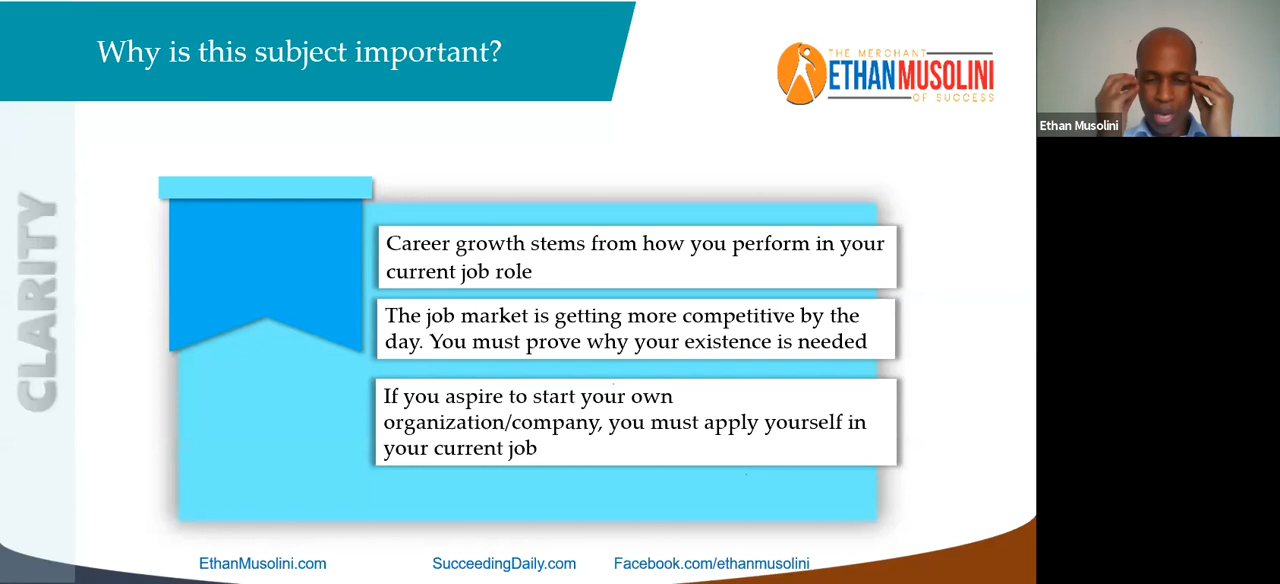 Why is this subject important?
THE MERCHANT
ETHANMUSOLINI
OF SUCCESS
Ethan Musolini
CLARITY
Career growth stems from how you perform in your
current job role
The job market is getting more competitive by the
day. You must prove why your existence is needed
If you aspire to start your own
organization/company, you must apply yourself in
your current job
EthanMusolini.com
SucceedingDaily.com
Facebook.com/ethanmusolini